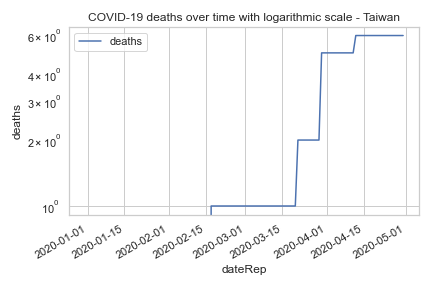 COVID-19 deaths over time with logarithmic scale - Taiwan
deaths
6 × 10⁰
4 × 10⁰
3 × 10⁰
2 × 10⁰
10⁰
deaths
2020-01-01
2020-01-15
2020-02-01
2020-02-15
2020-03-01
2020-03-15
2020-04-01
2020-04-15
2020-05-01
dateRep